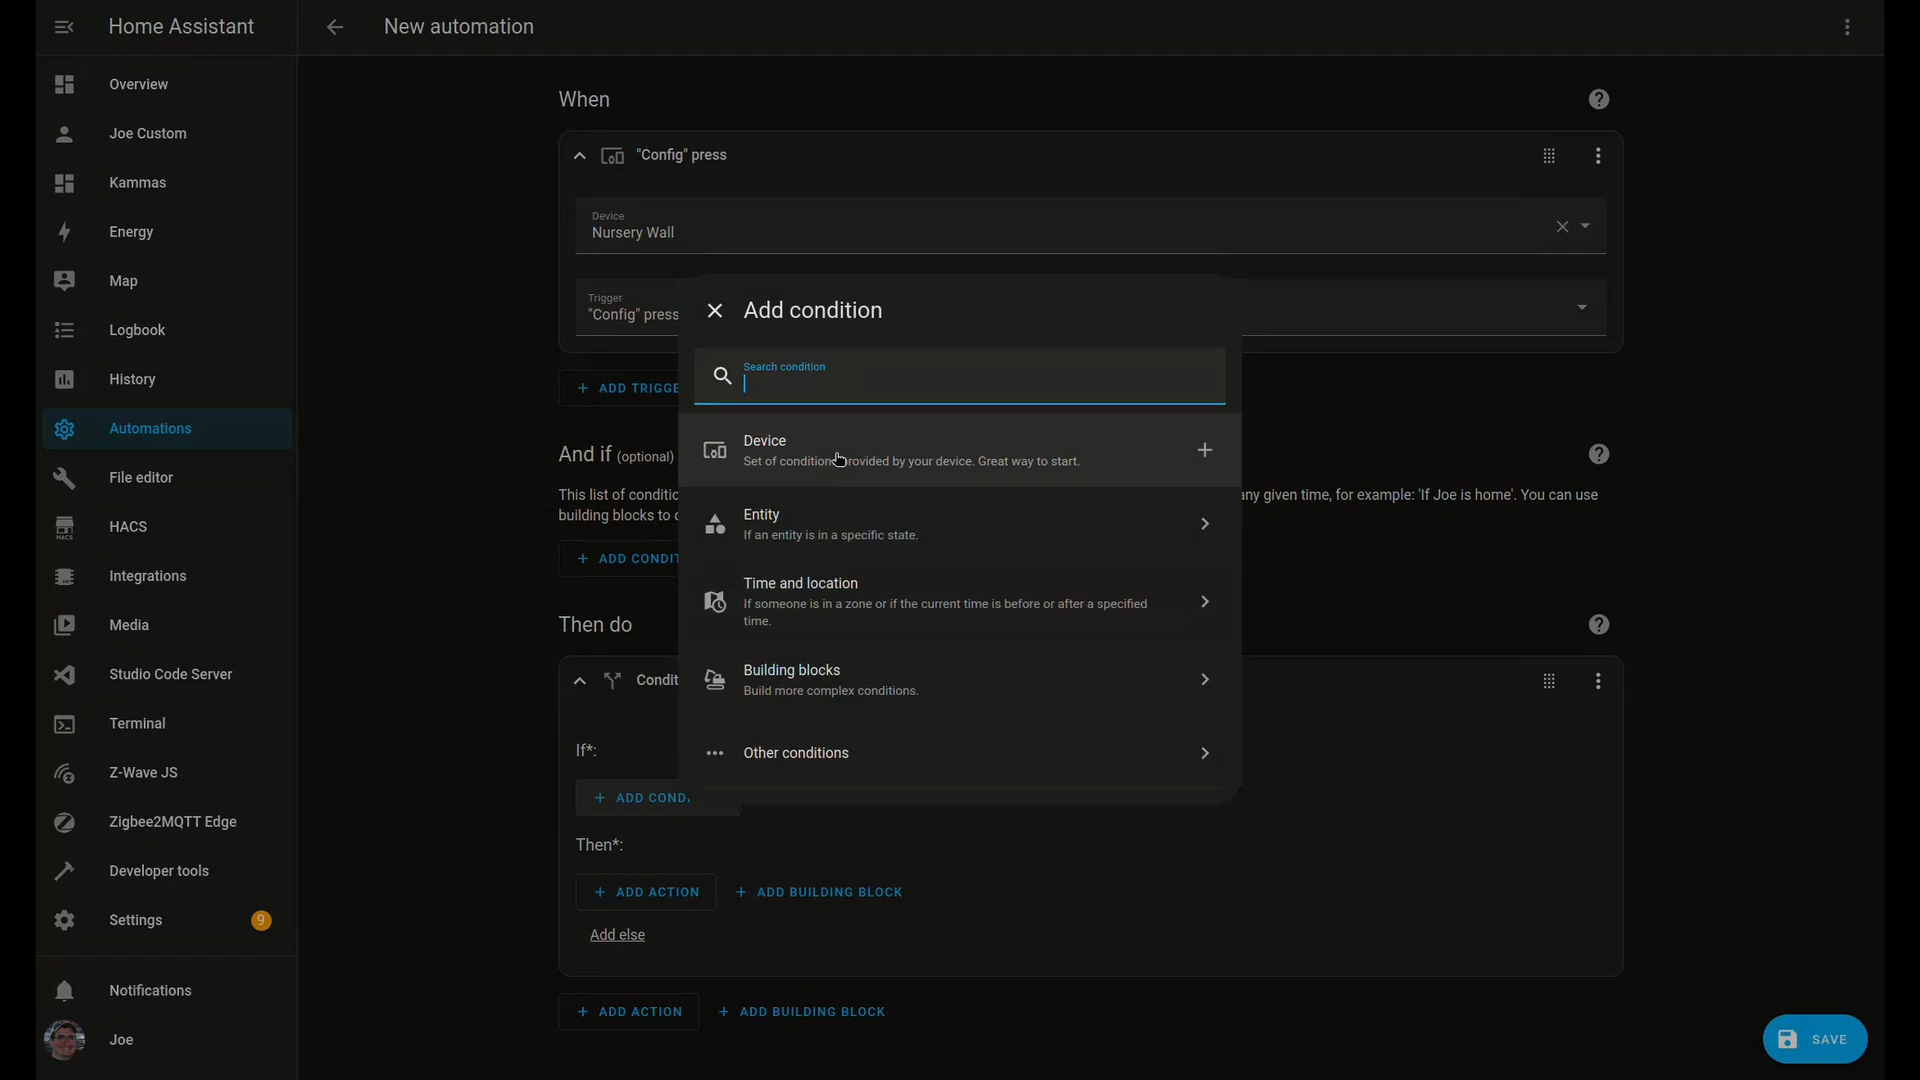 Home Assistant
New automation
Overview
Joe Custom
Kammas
Energy
Map
Logbook
History
Automations
File editor
HACS
HACS
Integrations
Media
Studio Code Server
Terminal
Z-Wave JS
Zigbee2MQTT Edge
Developer tools
Settings
9
Notifications
Joe
When
"Config" press
Device
Nursery Wall
Trigger
"Config" press
+ ADD TRIGGE
And if (optional)
This list of conditio
any given time, for example: 'If Joe is home'. You can use
building blocks to c
+ ADD CONDIT
Then do
Condit
If*:
+ ADD COND
Then*:
+ ADD ACTION
+ ADD BUILDING BLOCK
Add else
+ ADD ACTION
+ ADD BUILDING BLOCK
SAVE
Add condition
Search condition
Device
Set of conditions provided by your device. Great way to start.
Entity
If an entity is in a specific state.
Time and location
If someone is in a zone or if the current time is before or after a specified
time.
Building blocks
Build more complex conditions.
Other conditions